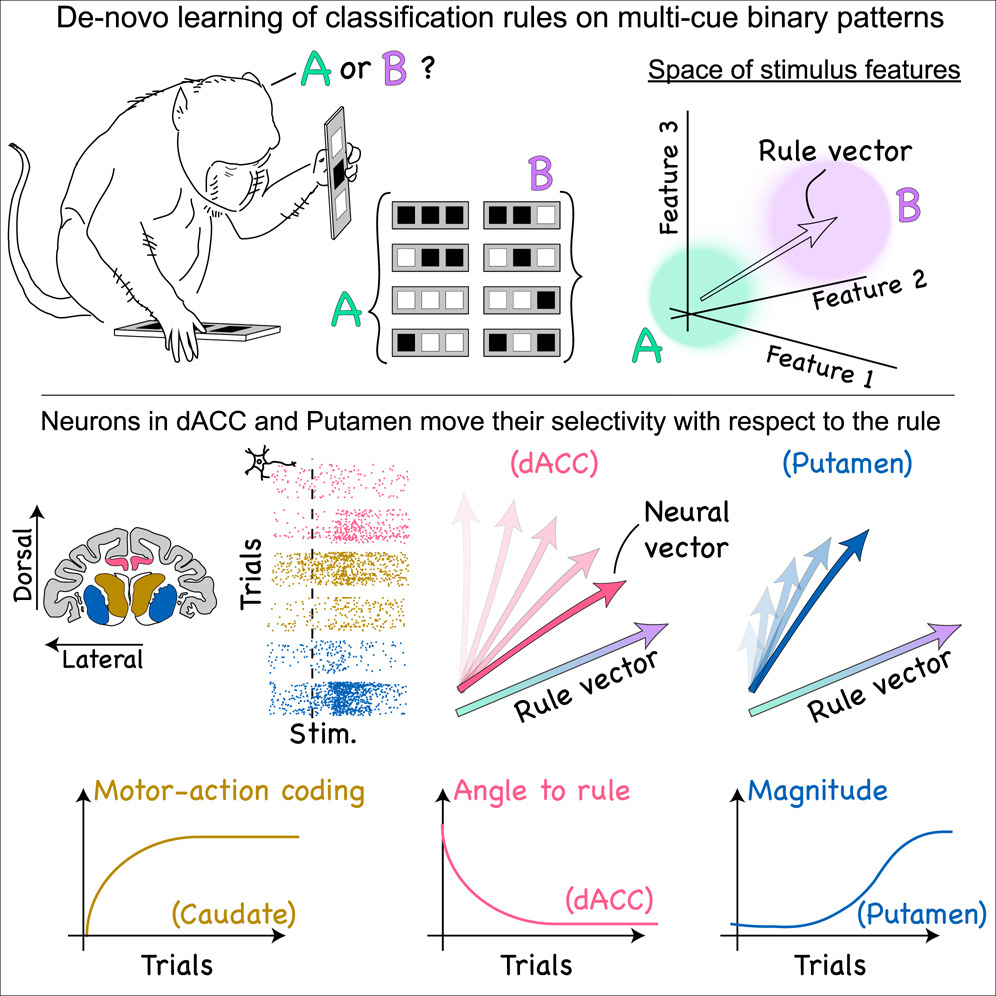 De-novo learning of classification rules on multi-cue binary patterns
A or B ?
Space of stimulus features
B
A
Feature 3
Rule vector
B
Feature 2
A
Feature 1
Neurons in dACC and Putamen move their selectivity with respect to the rule
(dACC)
(Putamen)
Dorsal
Lateral
Trials
Stim.
Neural
vector
Rule vector
Rule vector
Motor-action coding
(Caudate)
Trials
Angle to rule
(dACC)
Trials
Magnitude
(Putamen)
Trials